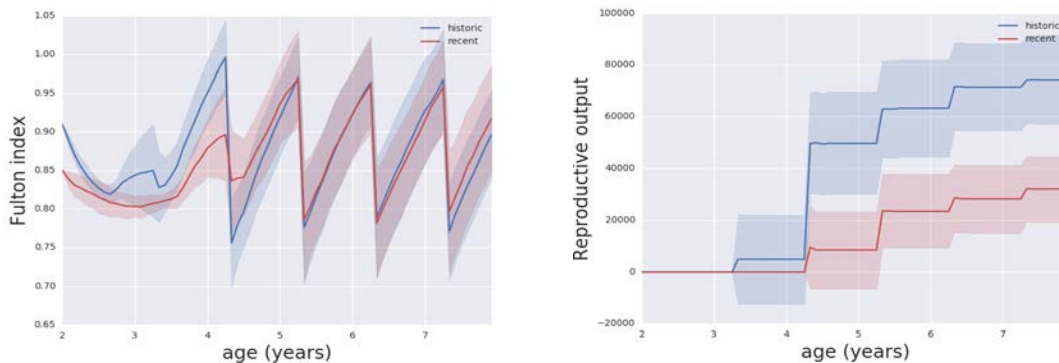 1.05
1.00
0.95
0.90
0.85
0.80
0.75
0.70
0.65
Fulton index
historic
recent
2 3 4 5 6 7
age (years)
100000
80000
60000
40000
20000
0
−20000
Reproductive output
historic
recent
2 3 4 5 6 7
age (years)